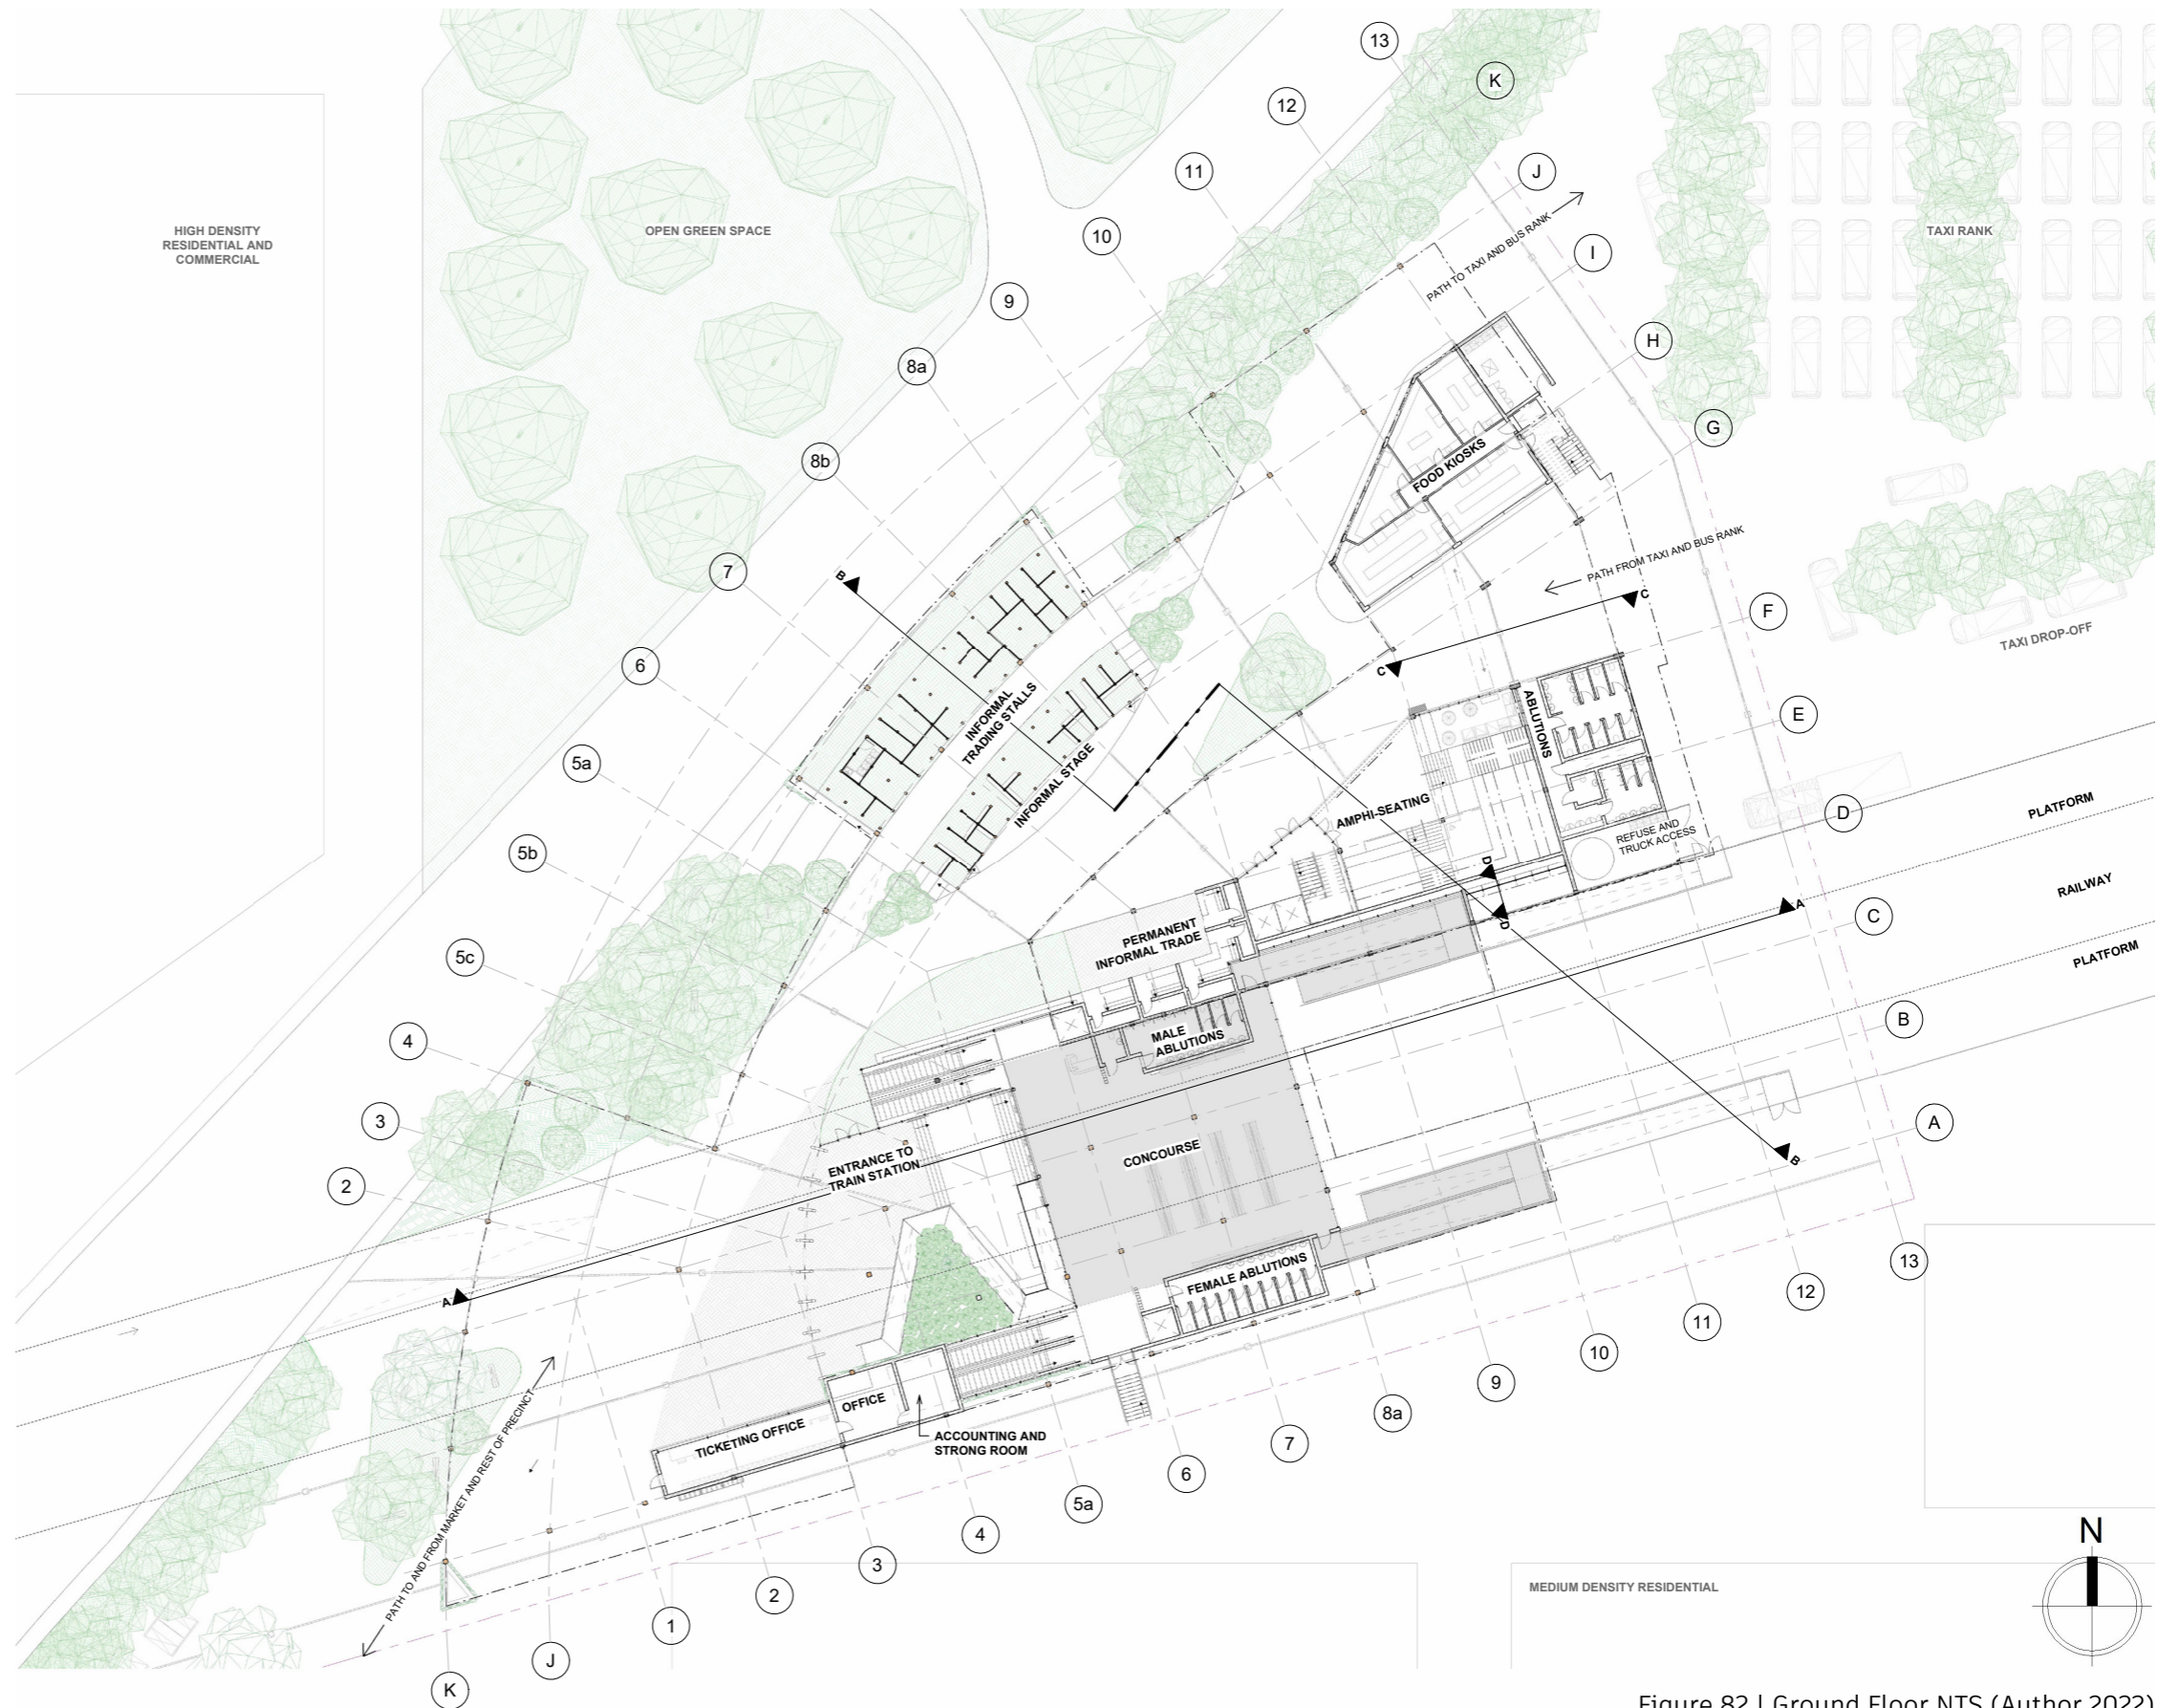 13
K
12
J
11
PATH TO TAXI AND BUS RANK
HIGH DENSITY
RESIDENTIAL AND
COMMERCIAL
OPEN GREEN SPACE
TAXI RANK
10
I
9
H
8a
G
FOOD KIOSKS
8b
7
B
PATH FROM TAXI AND BUS RANK
C
C
F
TAXI DROP-OFF
6
INFORMAL
TRADING STALLS
INFORMAL STAGE
ABLUTIONS
E
5a
AMPHI-SEATING
D
PLATFORM
REFUSE AND
TRUCK ACCESS
5b
D
D
RAILWAY
A
C
PERMANENT
INFORMAL TRADE
PLATFORM
5c
B
4
MALE
ABLUTIONS
3
A
CONCOURSE
ENTRANCE TO
TRAIN STATION
B
2
FEMALE ABLUTIONS
13
A
12
11
10
9
8a
PATH TO AND FROM MARKET AND REST OF PRECINCT
OFFICE
TICKETING OFFICE
ACCOUNTING AND
STRONG ROOM
7
6
5a
4
3
2
1
J
K
N
MEDIUM DENSITY RESIDENTIAL
Figure 82 | Ground Floor NTS (Author 2022)